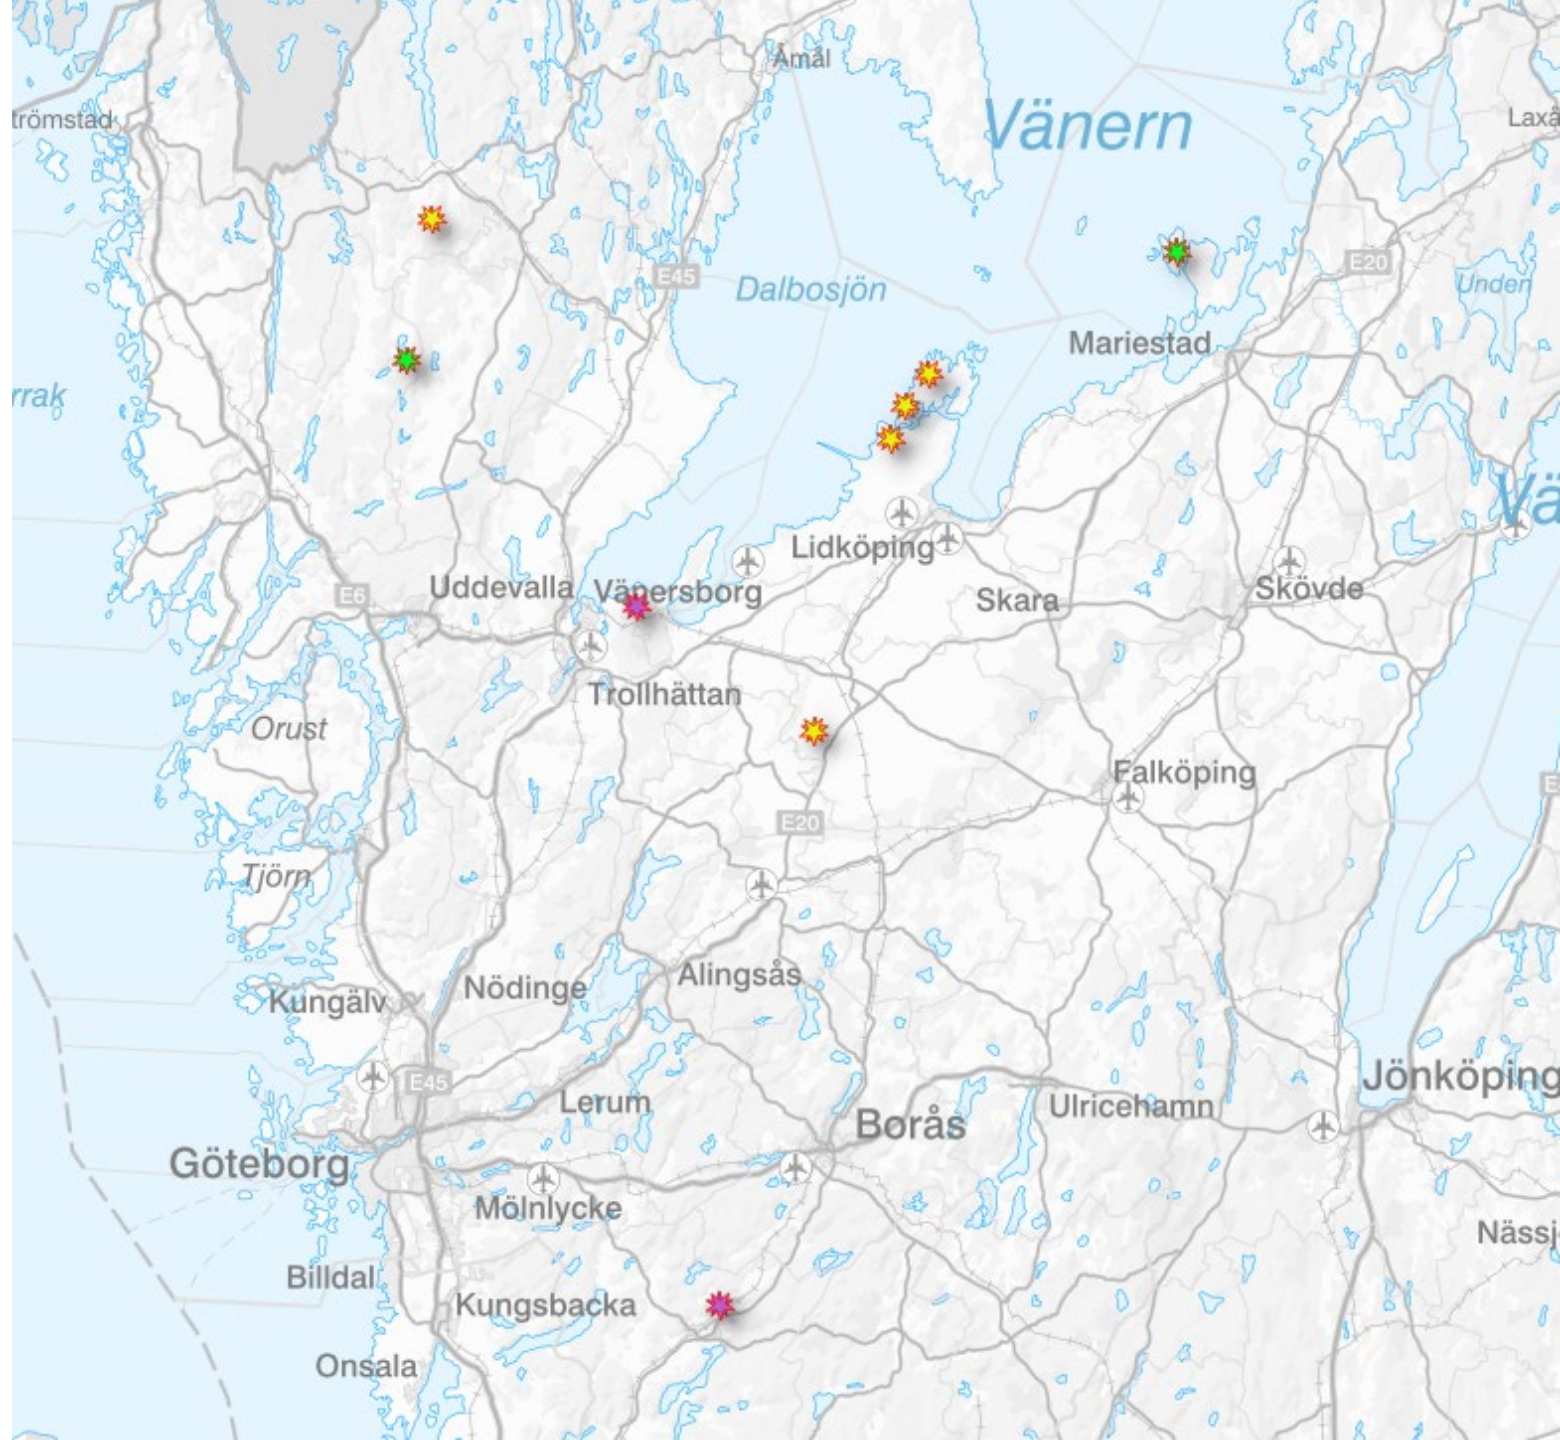 Åmål
trömstad
Vänern
Laxå
E20
E45
Dalbosjön
Unden
Mariestad
rrak
Vä
Lidköping
Uddevalla
Vänersborg
E6
Skara
Skövde
Trollhättan
Orust
Falköping
E20
E
Tjörn
Alingsås
Nödinge
Kungälv
E45
Jönköping
Lerum
Ulricehamn
Borås
Göteborg
Mölnlycke
Nässj
Billdal
Kungsbacka
Onsala